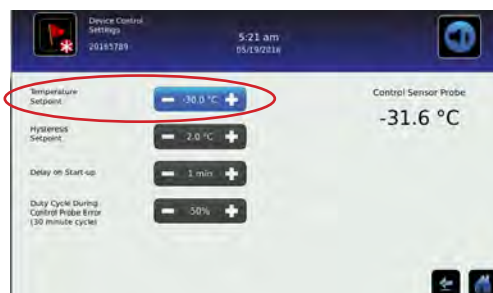 Device Control
Settings
20165789
5:21 am
05/19/2016
Temperature
Setpoint
-30.0 °C
Control Sensor Probe
-31.6 °C
Hysteresis
Setpoint
2.0 °C
Delay on Start-up
1 min
Duty Cycle During
Control Probe Error
(30 minute cycle)
50%